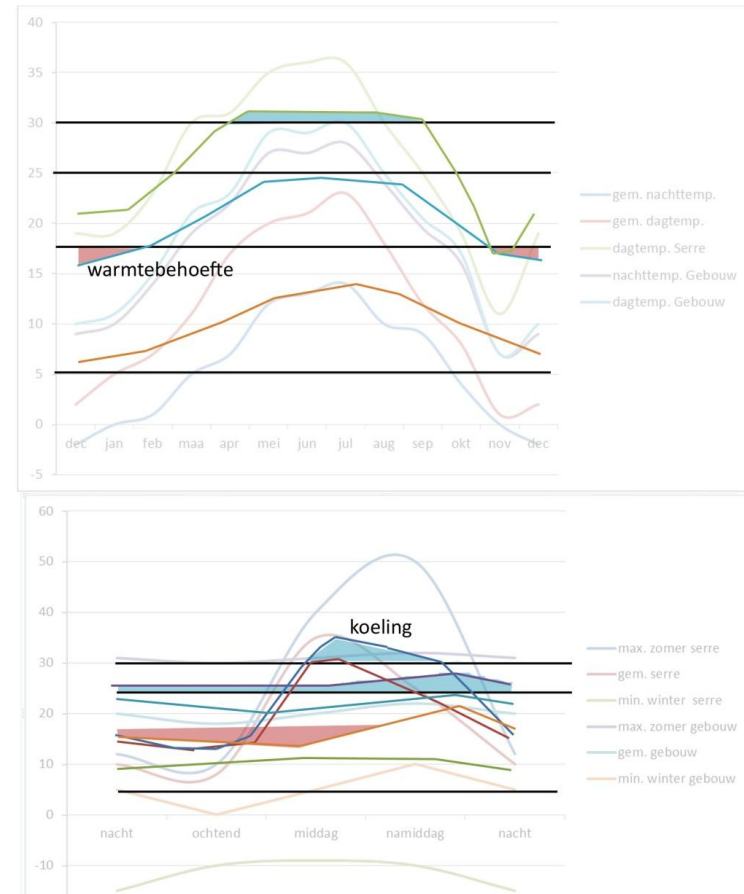 40
35
30
25
20
15
10
5
0
-5
warmtebehoefte
dec jan feb maa apr mei jun jul aug sep okt nov dec
gem. nachttemp.
gem. dagtemp.
dagtemp. Serre
nachttemp. Gebouw
dagtemp. Gebouw
60
50
40
30
20
10
0
-10
koeling
nacht ochtend middag namiddag nacht
max. zomer serre
gem. serre
min. winter serre
max. zomer gebouw
gem. gebouw
min. winter gebouw